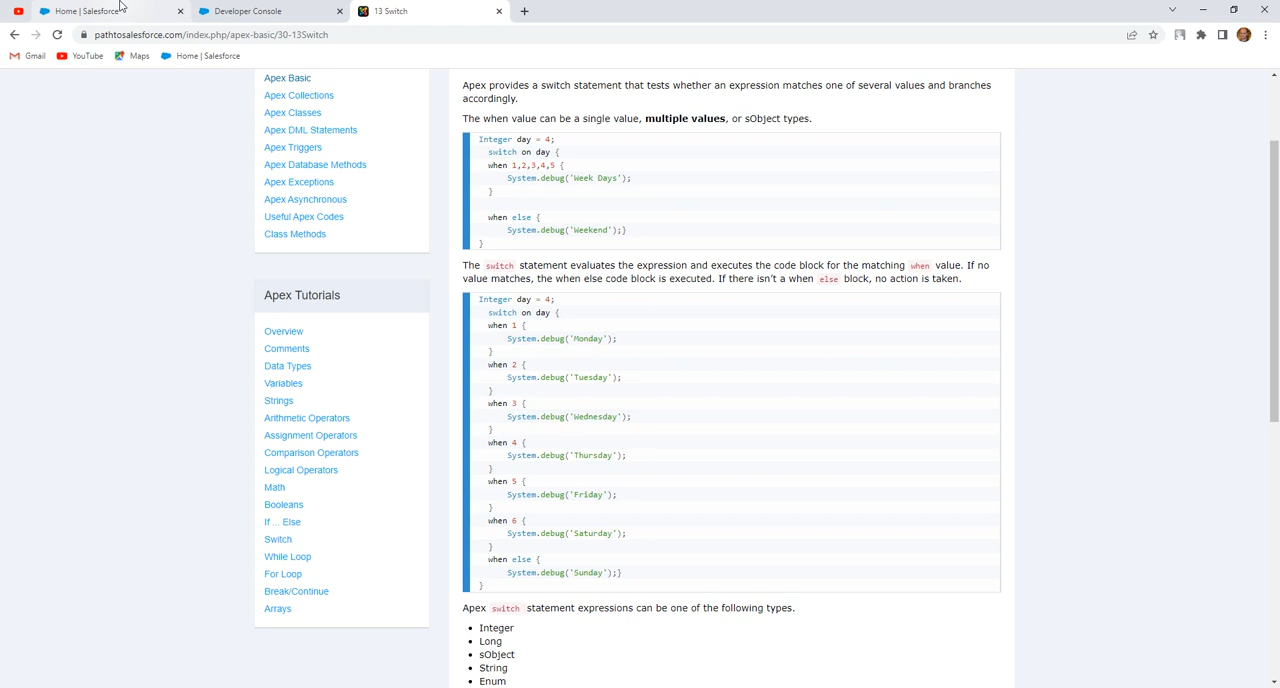 Home | Salesforce
Developer Console
13 Switch
pathtosalesforce.com/index.php/apex-basic/30-13Switch
Gmail
YouTube
Maps
Home | Salesforce
Apex Basic
Apex Collections
Apex Classes
Apex DML Statements
Apex Triggers
Apex Database Methods
Apex Exceptions
Apex Asynchronous
Useful Apex Codes
Class Methods
Apex Tutorials
Overview
Comments
Data Types
Variables
Strings
Arithmetic Operators
Assignment Operators
Comparison Operators
Logical Operators
Math
Booleans
If ... Else
Switch
While Loop
For Loop
Break/Continue
Arrays
Apex provides a switch statement that tests whether an expression matches one of several values and branches
accordingly.
The when value can be a single value, multiple values, or sObject types.
Integer day = 4;
switch on day {
when 1,2,3,4,5 {
System.debug('Week Days');
}
when else {
System.debug('Weekend');}
}
The switch statement evaluates the expression and executes the code block for the matching when value. If no
value matches, the when else code block is executed. If there isn't a when else block, no action is taken.
Integer day = 4;
switch on day {
when 1 {
System.debug('Monday');
}
when 2 {
System.debug('Tuesday');
}
when 3 {
System.debug('Wednesday');
}
when 4 {
System.debug('Thursday');
}
when 5 {
System.debug('Friday');
}
when 6 {
System.debug('Saturday');
}
when else {
System.debug('Sunday');}
}
Apex switch statement expressions can be one of the following types.
• Integer
• Long
• sObject
• String
• Enum